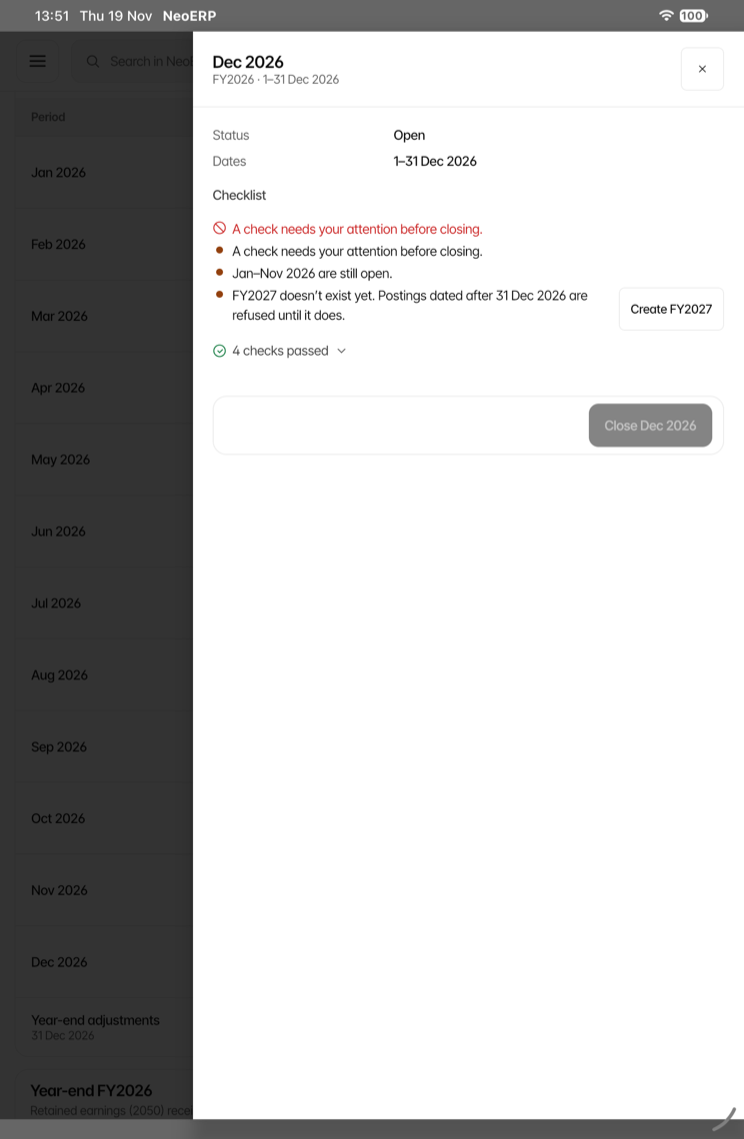 13:51 Thu 19 Nov NeoERP
100
Search in Neo
Period
Jan 2026
Feb 2026
Mar 2026
Apr 2026
May 2026
Jun 2026
Jul 2026
Aug 2026
Sep 2026
Oct 2026
Nov 2026
Dec 2026
Year-end adjustments
31 Dec 2026
Year-end FY2026
Retained earnings (2050) rece
Dec 2026
FY2026 · 1–31 Dec 2026
×
Status Open
Dates 1–31 Dec 2026
Checklist
A check needs your attention before closing.
• A check needs your attention before closing.
• Jan–Nov 2026 are still open.
• FY2027 doesn’t exist yet. Postings dated after 31 Dec 2026 are
refused until it does.
Create FY2027
4 checks passed
Close Dec 2026